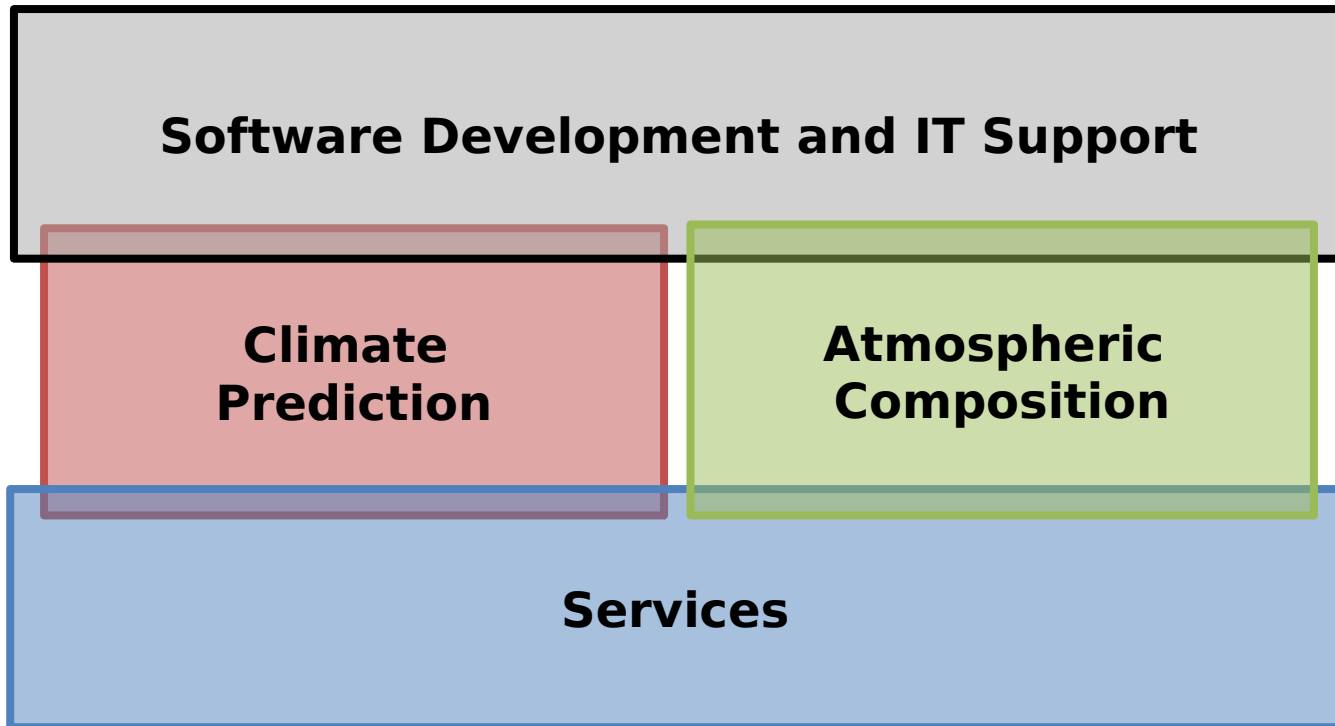 Software Development and IT Support
Climate
Prediction
Atmospheric
Composition
Services